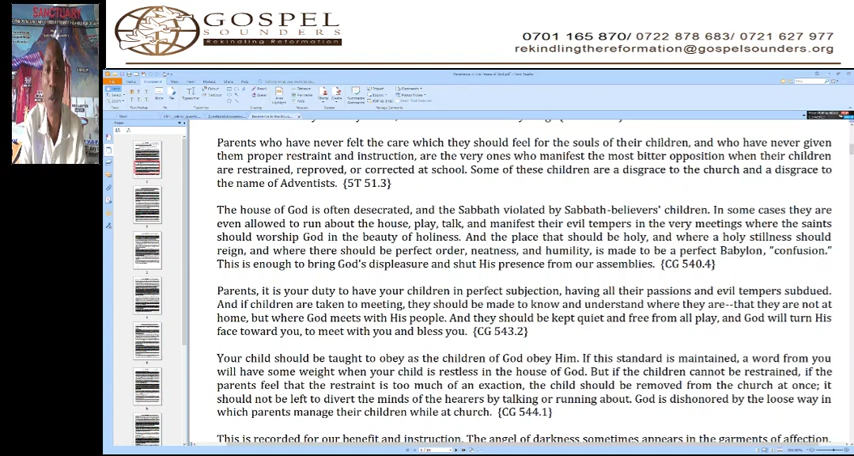 SANCTUARY
GOSPEL
SOUNDERS
Rekindling Reformation
0701 165 870/ 0722 878 683/ 0721 627 977
rekindlingthereformation@gospelsounders.org
Parents who have never felt the care which they should feel for the souls of their children, and who have never given
them proper restraint and instruction, are the very ones who manifest the most bitter opposition when their children
are restrained, reproved, or corrected at school. Some of these children are a disgrace to the church and a disgrace to
the name of Adventists. {5T 51.3}
The house of God is often desecrated, and the Sabbath violated by Sabbath-believers' children. In some cases they are
even allowed to run about the house, play, talk, and manifest their evil tempers in the very meetings where the saints
should worship God in the beauty of holiness. And the place that should be holy, and where a holy stillness should
reign, and where there should be perfect order, neatness, and humility, is made to be a perfect Babylon, "confusion."
This is enough to bring God's displeasure and shut His presence from our assemblies. {CG 540.4}
Parents, it is your duty to have your children in perfect subjection, having all their passions and evil tempers subdued.
And if children are taken to meeting, they should be made to know and understand where they are--that they are not at
home, but where God meets with His people. And they should be kept quiet and free from all play, and God will turn His
face toward you, to meet with you and bless you. {CG 543.2}
Your child should be taught to obey as the children of God obey Him. If this standard is maintained, a word from you
will have some weight when your child is restless in the house of God. But if the children cannot be restrained, if the
parents feel that the restraint is too much of an exaction, the child should be removed from the church at once; it
should not be left to divert the minds of the hearers by talking or running about. God is dishonored by the loose way in
which parents manage their children while at church. {CG 544.1}
This is recorded for our benefit and instruction. The angel of darkness sometimes appears in the garments of affection,